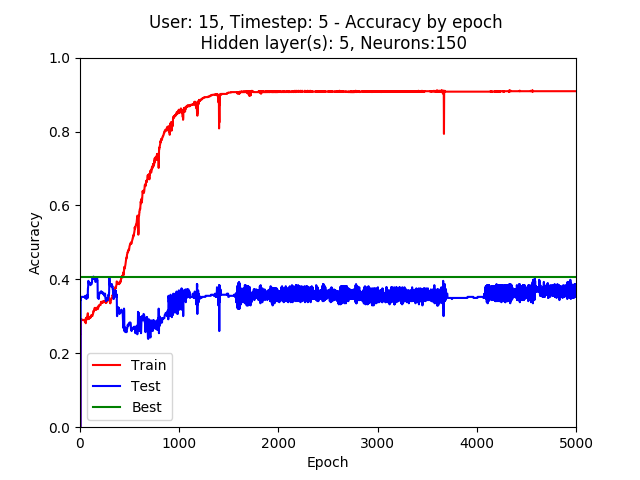 User: 15, Timestep: 5 - Accuracy by epoch
Hidden layer(s): 5, Neurons:150
1.0
0.8
0.6
0.4
0.2
0.0
Accuracy
Train
Test
Best
0 1000 2000 3000 4000 5000
Epoch